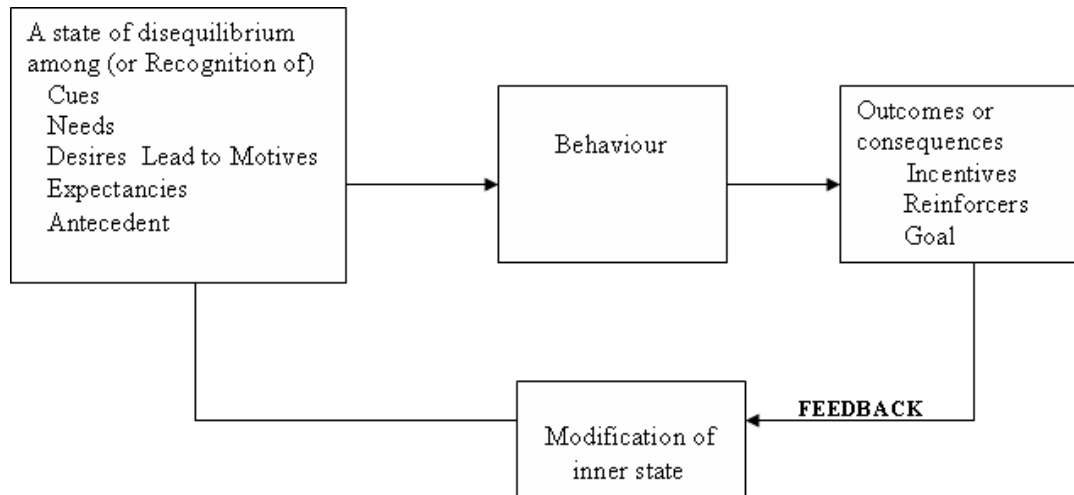 A state of disequilibrium
among (or Recognition of)
Cues
Needs
Desires Lead to Motives
Expectancies
Antecedent
Behaviour
Outcomes or
consequences
Incentives
Reinforcers
Goal
FEEDBACK
Modification of
inner state